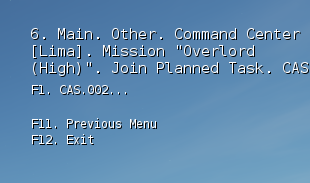 6. Main. Other. Command Center
[Lima]. Mission "Overlord
(High)". Join Planned Task. CAS
F1. CAS.002...
F11. Previous Menu
F12. Exit